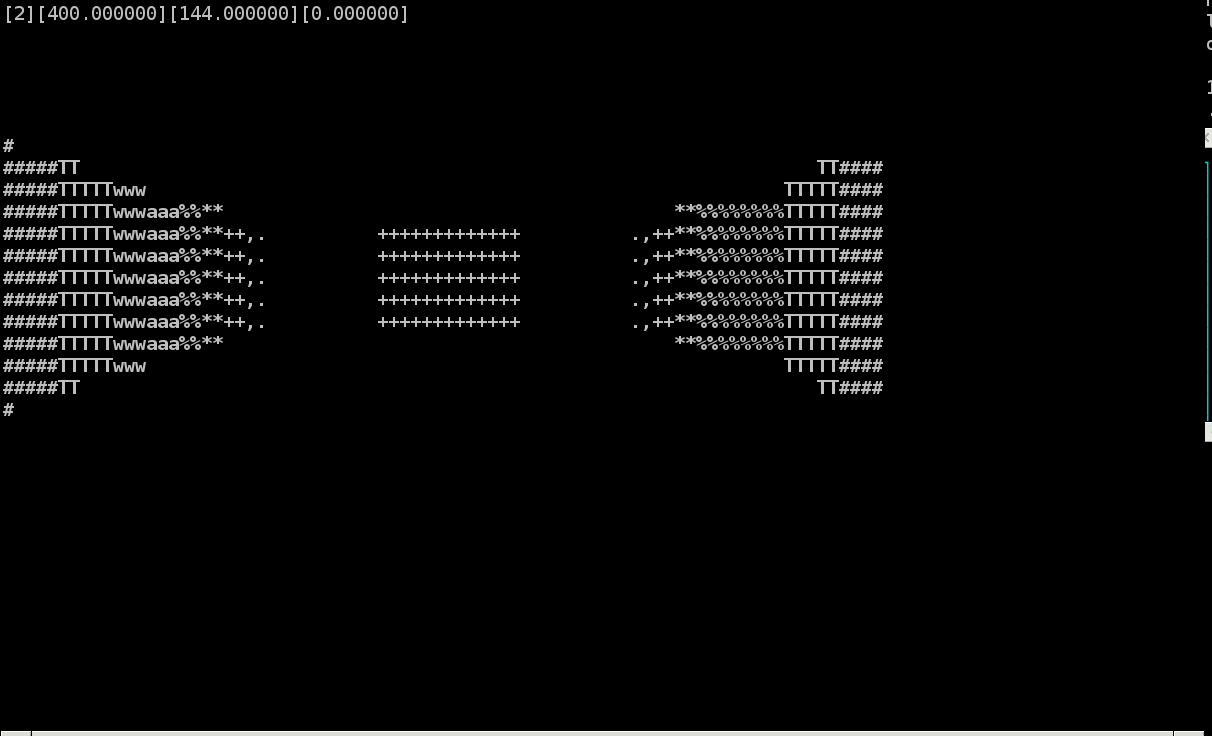 [2][400.000000][144.000000][0.000000]
#
#####TT                                                                   TT####
#####TTTTTwww                                                          TTTTT####
#####TTTTTwwwaaa%%**                                         **%%%%%%%%TTTTT####
#####TTTTTwwwaaa%%**++,.          +++++++++++++          .,++**%%%%%%%%TTTTT####
#####TTTTTwwwaaa%%**++,.          +++++++++++++          .,++**%%%%%%%%TTTTT####
#####TTTTTwwwaaa%%**++,.          +++++++++++++          .,++**%%%%%%%%TTTTT####
#####TTTTTwwwaaa%%**++,.          +++++++++++++          .,++**%%%%%%%%TTTTT####
#####TTTTTwwwaaa%%**++,.          +++++++++++++          .,++**%%%%%%%%TTTTT####
#####TTTTTwwwaaa%%**                                         **%%%%%%%%TTTTT####
#####TTTTTwww                                                          TTTTT####
#####TT                                                                   TT####
#